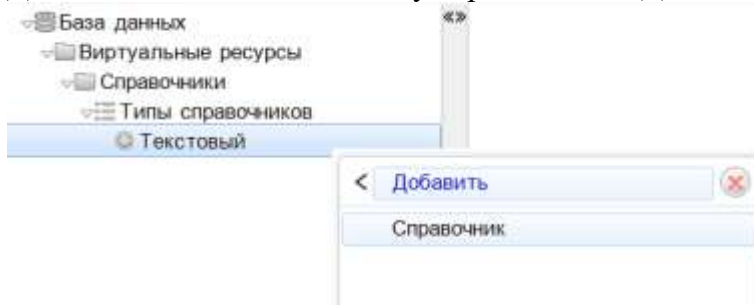 База данных
Виртуальные ресурсы
Справочники
Типы справочников
Текстовый
< Добавить
Справочник